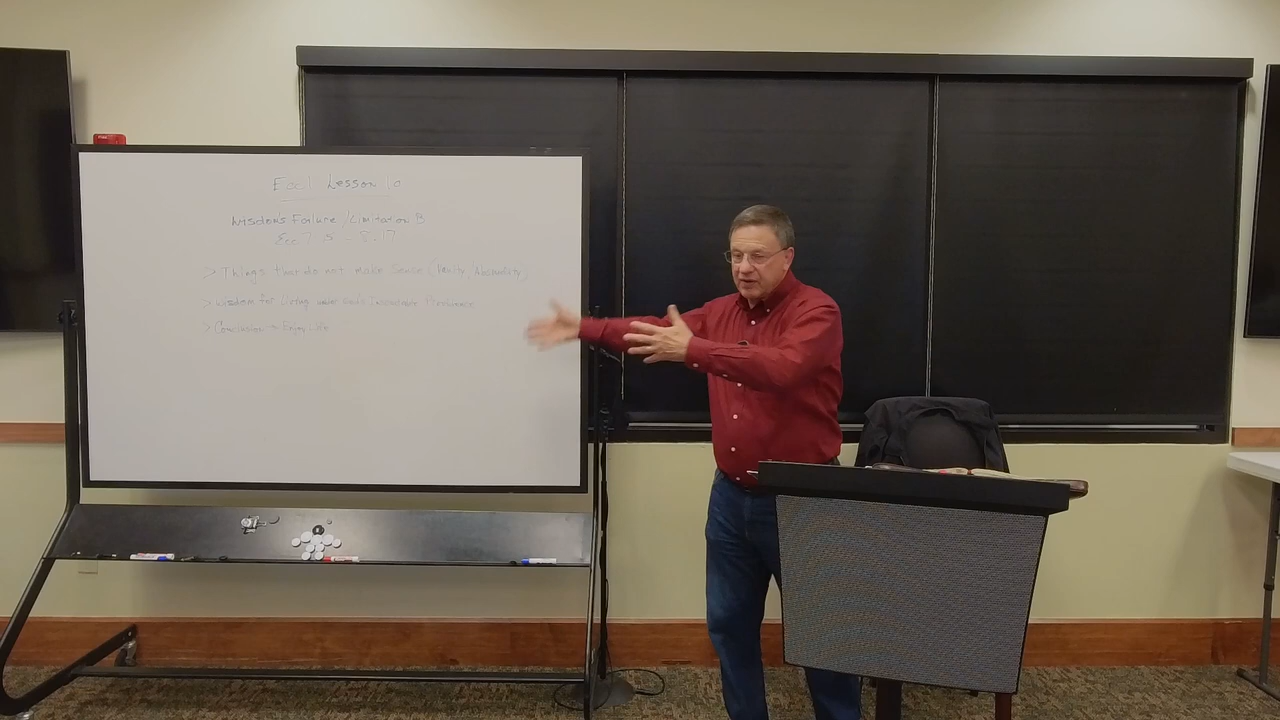 Eccl Lesson 10
Wisdom's Failure / Limitation B
Ecc 7:15 - 8:17
> Things that do not make sense (Vanity / Absurdity)
> Wisdom for Living under God's Inscrutable Providence
> Conclusion → Enjoy Life